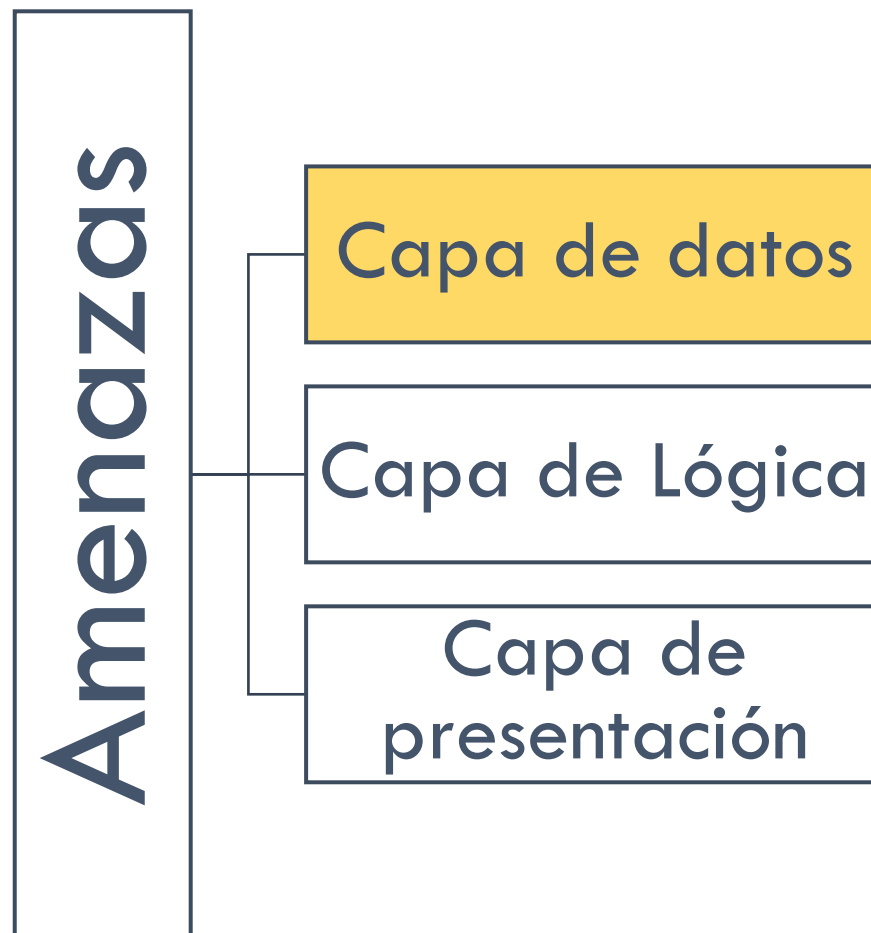 Amenazas
Capa de datos
Capa de Lógica
Capa de
presentación